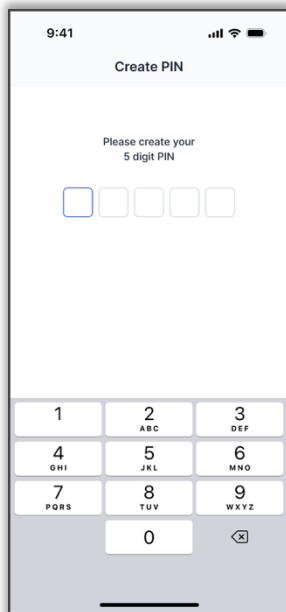 9:41
Create PIN
Please create your
5 digit PIN
1 2 3
ABC DEF
4 5 6
GHI JKL MNO
7 8 9
PQRS TUV WXYZ
0